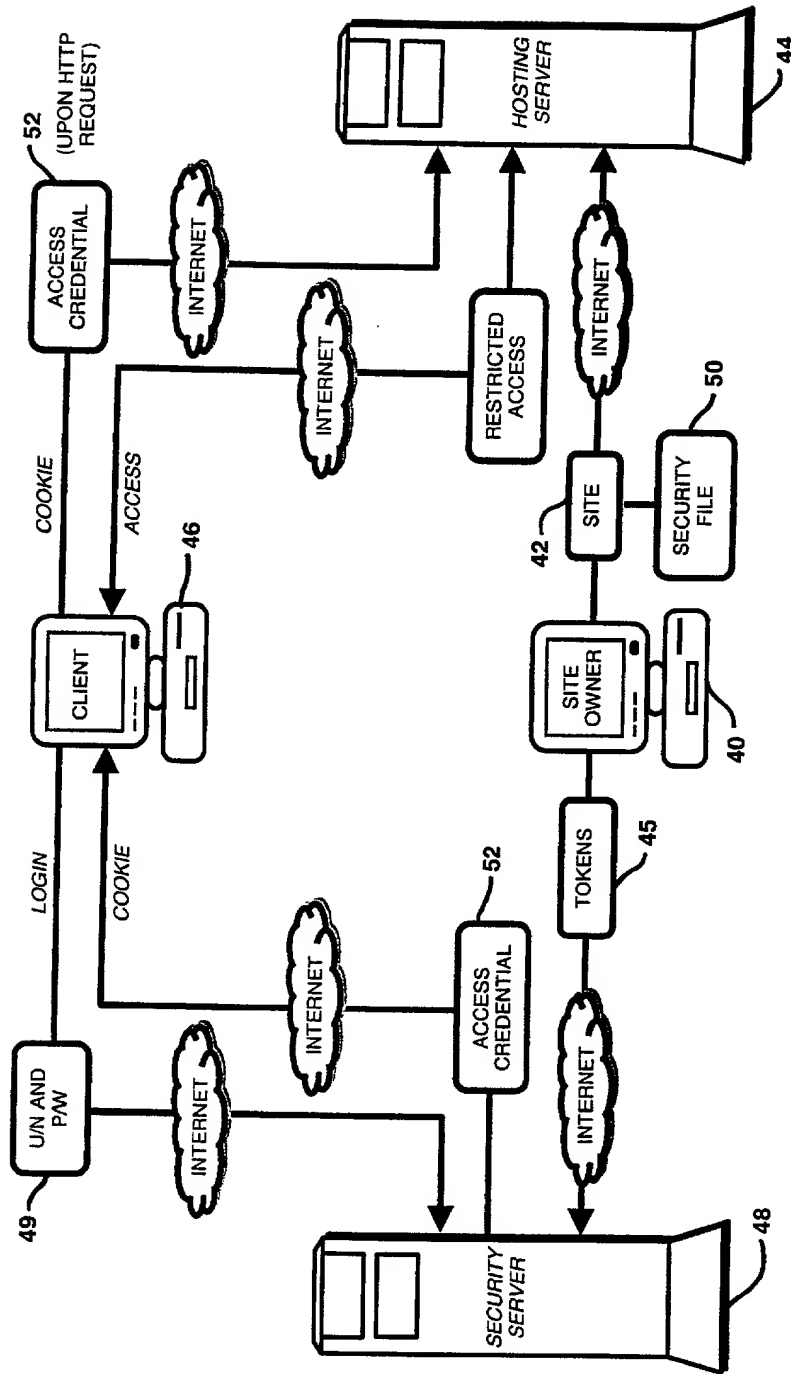 49
U/N AND
P/W
LOGIN
CLIENT
46
COOKIE
ACCESS
CREDENTIAL
52
(UPON HTTP
REQUEST)
COOKIE
ACCESS
INTERNET
INTERNET
INTERNET
INTERNET
SECURITY
SERVER
48
ACCESS
CREDENTIAL
52
RESTRICTED
ACCESS
HOSTING
SERVER
44
INTERNET
TOKENS
45
SITE
OWNER
40
SITE
42
SECURITY
FILE
50
INTERNET